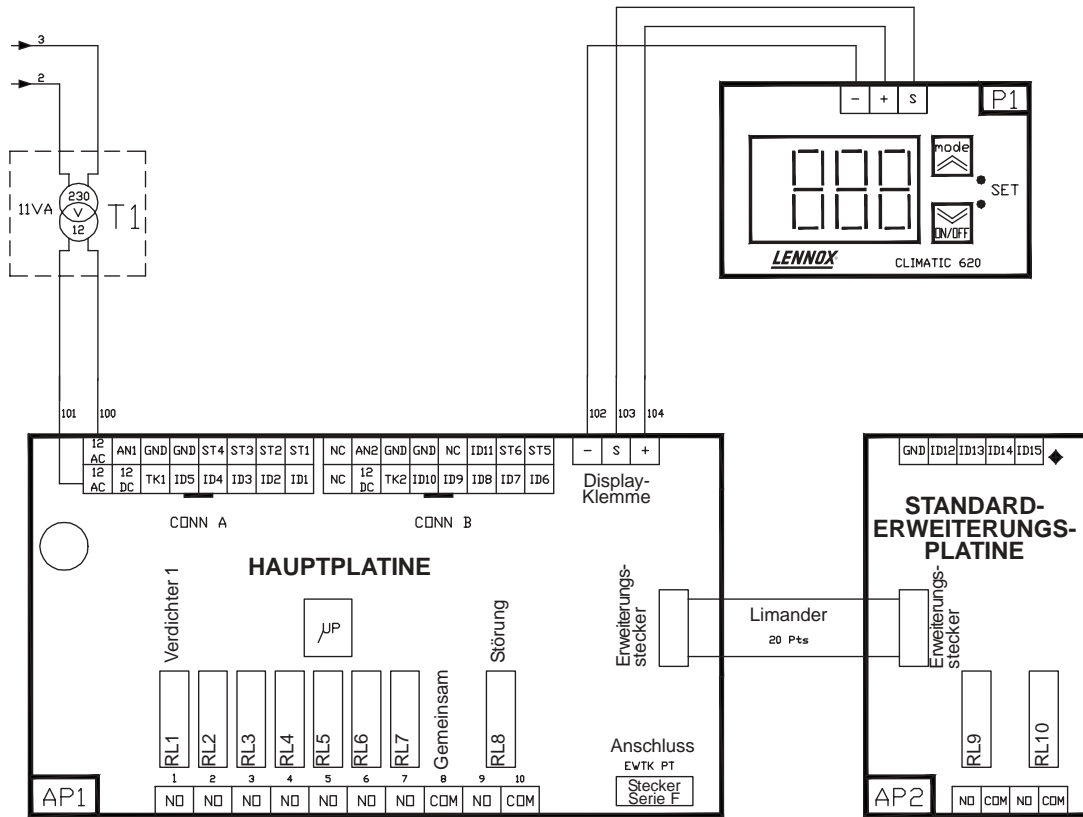 3
2
- + S
P1
mode
SET
ON/OFF
LENNOX
CLIMATIC 620
11VA
230
V
12
T1
101 100
102 103 104
12 AC AN1 GND GND ST4 ST3 ST2 ST1
12 AC 12 DC TK1 ID5 ID4 ID3 ID2 ID1
NC AN2 GND GND NC ID11 ST6 ST5
NC 12 DC TK2 ID10 ID9 ID8 ID7 ID6
- S +
Display-
Klemme
CONN A
CONN B
HAUPTPLATINE
µP
Verdichter 1
Gemeinsam
Störung
Erweiterungs-
stecker
RL1 RL2 RL3 RL4 RL5 RL6 RL7 RL8
1 2 3 4 5 6 7 8 9 10
NO NO NO NO NO NO NO COM NO COM
AP1
Anschluss
EWTK PT
Stecker
Serie F
Limander
20 Pts
GND ID12 ID13 ID14 ID15
STANDARD-
ERWEITERUNGS-
PLATINE
Erweiterungs-
stecker
RL9 RL10
AP2
NO COM NO COM